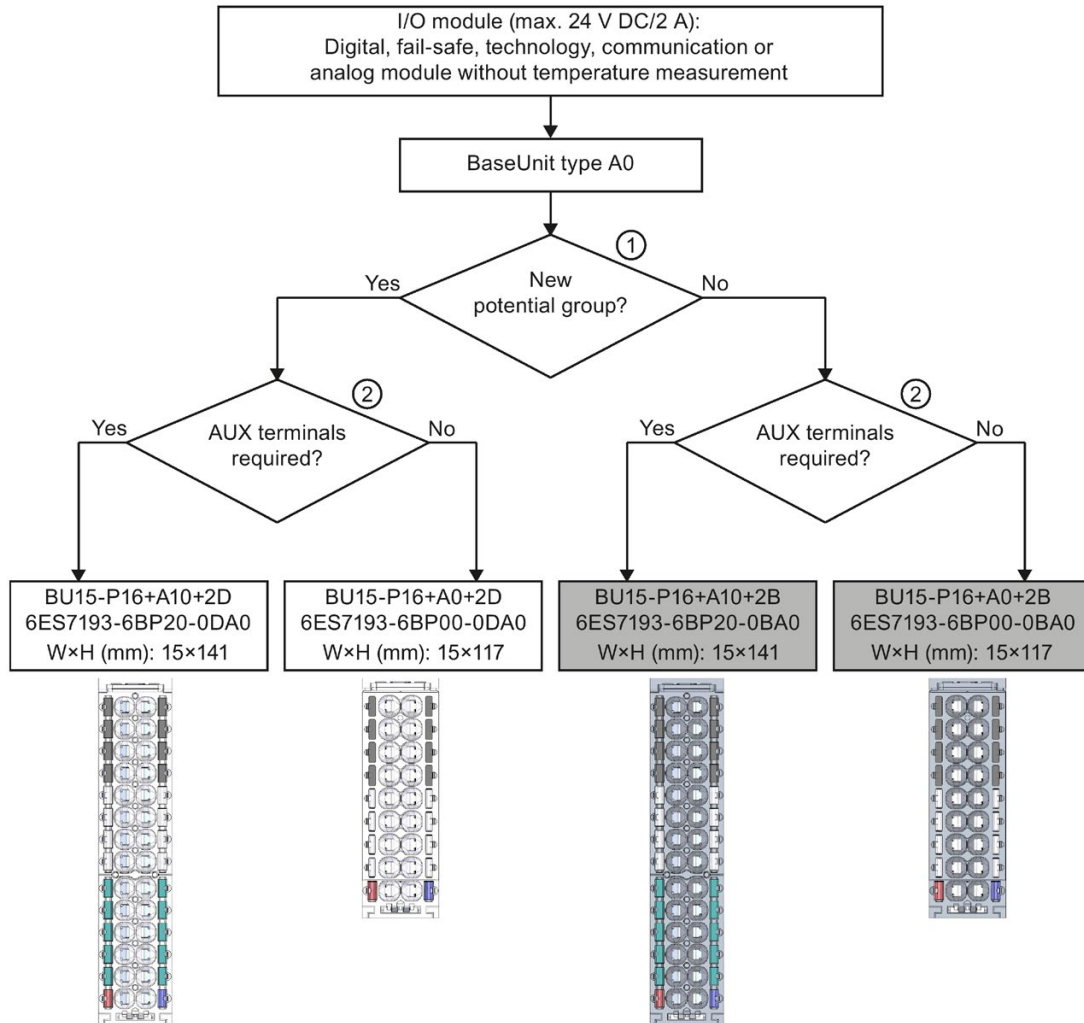 I/O module (max. 24 V DC/2 A):
Digital, fail-safe, technology, communication or
analog module without temperature measurement
BaseUnit type A0
1
Yes
New
potential group?
No
2
Yes
AUX terminals
required?
No
2
Yes
AUX terminals
required?
No
BU15-P16+A10+2D
6ES7193-6BP20-0DA0
W×H (mm): 15×141
BU15-P16+A0+2D
6ES7193-6BP00-0DA0
W×H (mm): 15×117
BU15-P16+A10+2B
6ES7193-6BP20-0BA0
W×H (mm): 15×141
BU15-P16+A0+2B
6ES7193-6BP00-0BA0
W×H (mm): 15×117